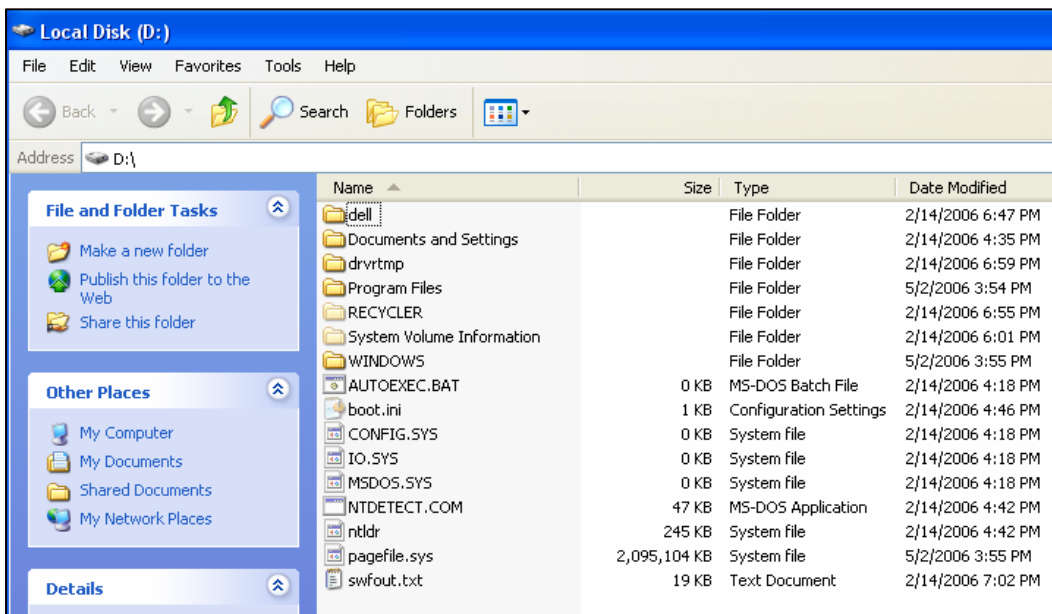 Local Disk (D:)
File Edit View Favorites Tools Help
Back Search Folders
Address D:\
File and Folder Tasks
Make a new folder
Publish this folder to the
Web
Share this folder
Other Places
My Computer
My Documents
Shared Documents
My Network Places
Details
Name Size Type Date Modified
dell File Folder 2/14/2006 6:47 PM
Documents and Settings File Folder 2/14/2006 4:35 PM
drvrtmp File Folder 2/14/2006 6:59 PM
Program Files File Folder 5/2/2006 3:54 PM
RECYCLER File Folder 2/14/2006 6:55 PM
System Volume Information File Folder 2/14/2006 6:01 PM
WINDOWS File Folder 5/2/2006 3:55 PM
AUTOEXEC.BAT 0 KB MS-DOS Batch File 2/14/2006 4:18 PM
boot.ini 1 KB Configuration Settings 2/14/2006 4:46 PM
CONFIG.SYS 0 KB System file 2/14/2006 4:18 PM
IO.SYS 0 KB System file 2/14/2006 4:18 PM
MSDOS.SYS 0 KB System file 2/14/2006 4:18 PM
NTDETECT.COM 47 KB MS-DOS Application 2/14/2006 4:42 PM
ntldr 245 KB System file 2/14/2006 4:42 PM
pagefile.sys 2,095,104 KB System file 5/2/2006 3:55 PM
swfout.txt 19 KB Text Document 2/14/2006 7:02 PM